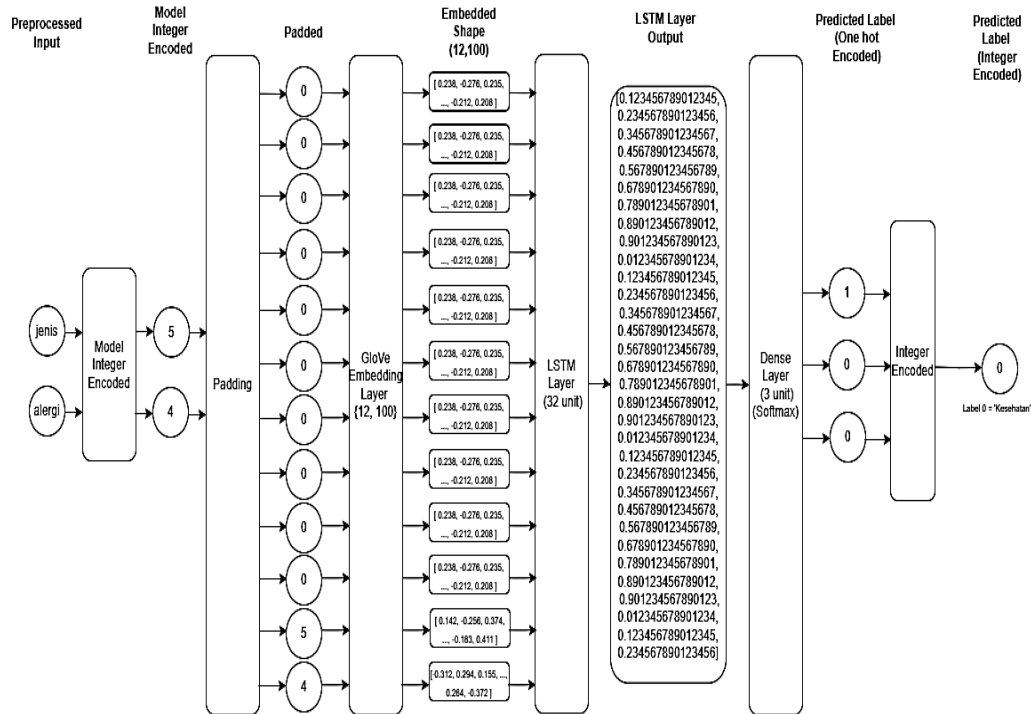 Preprocessed
Input
Model
Integer
Encoded
Padded
Embedded
Shape
(12,100)
LSTM Layer
Output
Predicted Label
(One hot
Encoded)
Predicted
Label
(Integer
Encoded)
jenis
alergi
Model
Integer
Encoded
5
4
Padding
0
0
0
0
0
0
0
0
0
0
5
4
GloVe
Embedding
Layer
{12, 100}
[ 0.238, -0.276, 0.235,
..., -0.212, 0.208 ]
[ 0.238, -0.276, 0.235,
..., -0.212, 0.208 ]
[ 0.238, -0.276, 0.235,
..., -0.212, 0.208 ]
[ 0.238, -0.276, 0.235,
..., -0.212, 0.208 ]
[ 0.238, -0.276, 0.235,
..., -0.212, 0.208 ]
[ 0.238, -0.276, 0.235,
..., -0.212, 0.208 ]
[ 0.238, -0.276, 0.235,
..., -0.212, 0.208 ]
[ 0.238, -0.276, 0.235,
..., -0.212, 0.208 ]
[ 0.238, -0.276, 0.235,
..., -0.212, 0.208 ]
[ 0.238, -0.276, 0.235,
..., -0.212, 0.208 ]
[ 0.142, -0.256, 0.374,
..., -0.183, 0.411 ]
[-0.312, 0.294, 0.155, ...,
0.264, -0.372 ]
LSTM
Layer
(32 unit)
[0.123456789012345,
0.234567890123456,
0.345678901234567,
0.456789012345678,
0.567890123456789,
0.678901234567890,
0.789012345678901,
0.890123456789012,
0.901234567890123,
0.012345678901234,
0.123456789012345,
0.234567890123456,
0.345678901234567,
0.456789012345678,
0.567890123456789,
0.678901234567890,
0.789012345678901,
0.890123456789012,
0.901234567890123,
0.012345678901234,
0.123456789012345,
0.234567890123456,
0.345678901234567,
0.456789012345678,
0.567890123456789,
0.678901234567890,
0.789012345678901,
0.890123456789012,
0.901234567890123,
0.012345678901234,
0.123456789012345,
0.234567890123456]
Dense
Layer
(3 unit)
(Softmax)
1
0
0
Integer
Encoded
0
Label 0 = 'Kesehatan'